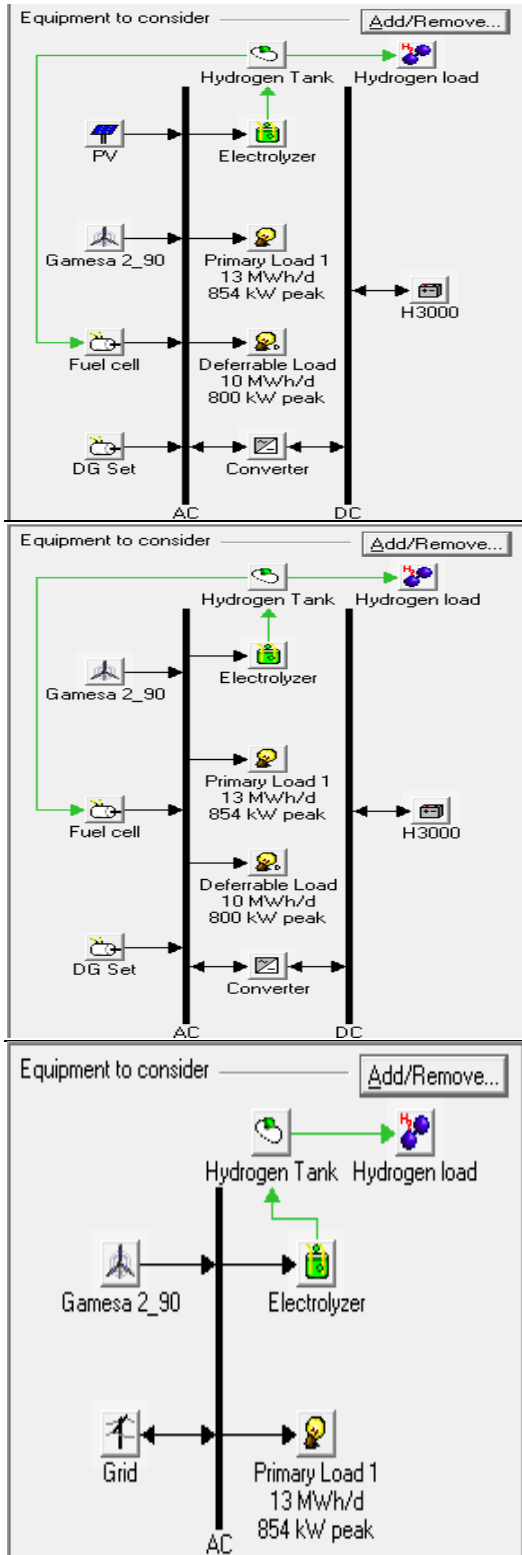 Equipment to consider
Add/Remove...
Hydrogen Tank
Hydrogen load
PV
Electrolyzer
Gamesa 2_90
Primary Load 1
13 MWh/d
854 kW peak
H3000
Fuel cell
Deferrable Load
10 MWh/d
800 kW peak
DG Set
Converter
AC
DC
Equipment to consider
Add/Remove...
Hydrogen Tank
Hydrogen load
Gamesa 2_90
Electrolyzer
Primary Load 1
13 MWh/d
854 kW peak
Fuel cell
H3000
Deferrable Load
10 MWh/d
800 kW peak
DG Set
Converter
AC
DC
Equipment to consider
Add/Remove...
H2
Hydrogen Tank
Hydrogen load
Gamesa 2_90
Electrolyzer
Grid
Primary Load 1
13 MWh/d
854 kW peak
AC